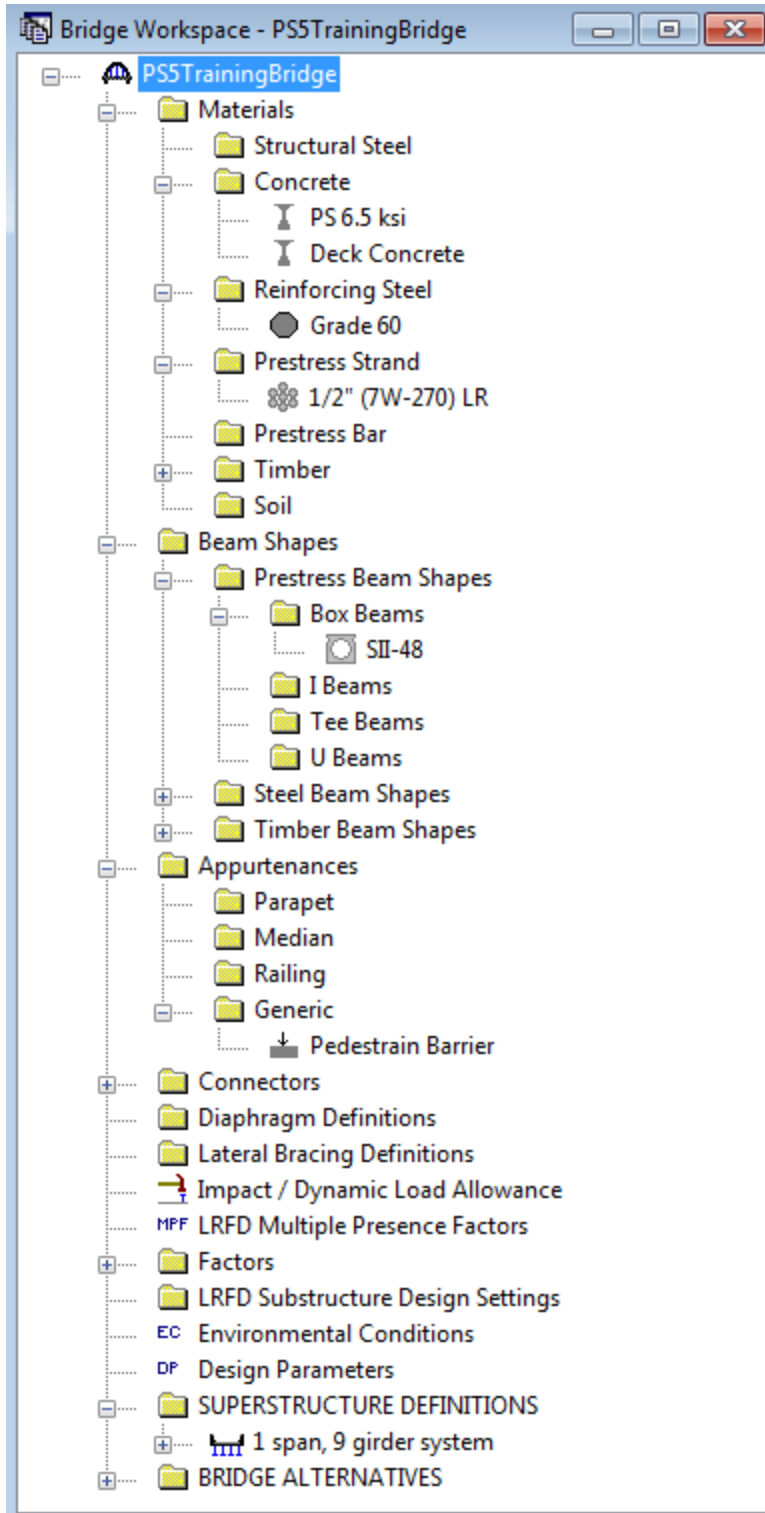 Bridge Workspace - PS5TrainingBridge
PS5TrainingBridge
Materials
Structural Steel
Concrete
PS 6.5 ksi
Deck Concrete
Reinforcing Steel
Grade 60
Prestress Strand
1/2" (7W-270) LR
Prestress Bar
Timber
Soil
Beam Shapes
Prestress Beam Shapes
Box Beams
SII-48
I Beams
Tee Beams
U Beams
Steel Beam Shapes
Timber Beam Shapes
Appurtenances
Parapet
Median
Railing
Generic
Pedestrain Barrier
Connectors
Diaphragm Definitions
Lateral Bracing Definitions
Impact / Dynamic Load Allowance
MPF LRFD Multiple Presence Factors
Factors
LRFD Substructure Design Settings
EC Environmental Conditions
DP Design Parameters
SUPERSTRUCTURE DEFINITIONS
1 span, 9 girder system
BRIDGE ALTERNATIVES